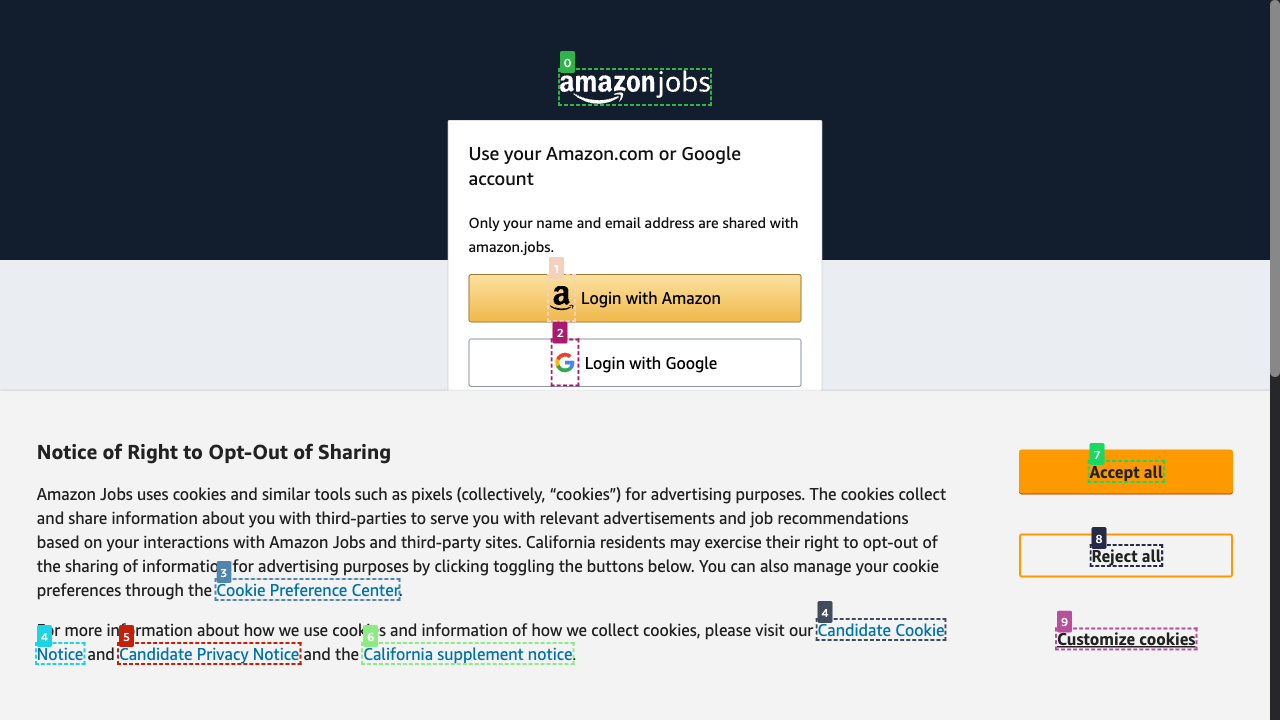 0
amazonjobs
Use your Amazon.com or Google
account
Only your name and email address are shared with
amazon.jobs.
1
a Login with Amazon
2
G Login with Google
Notice of Right to Opt-Out of Sharing
Amazon Jobs uses cookies and similar tools such as pixels (collectively, “cookies”) for advertising purposes. The cookies collect
and share information about you with third-parties to serve you with relevant advertisements and job recommendations
based on your interactions with Amazon Jobs and third-party sites. California residents may exercise their right to opt-out of
the sharing of information for advertising purposes by clicking toggling the buttons below. You can also manage your cookie
3
preferences through the Cookie Preference Center.
4
For more information about how we use cookies and information of how we collect cookies, please visit our Candidate Cookie
4 5 6
Notice and Candidate Privacy Notice and the California supplement notice.
7
Accept all
8
Reject all
9
Customize cookies